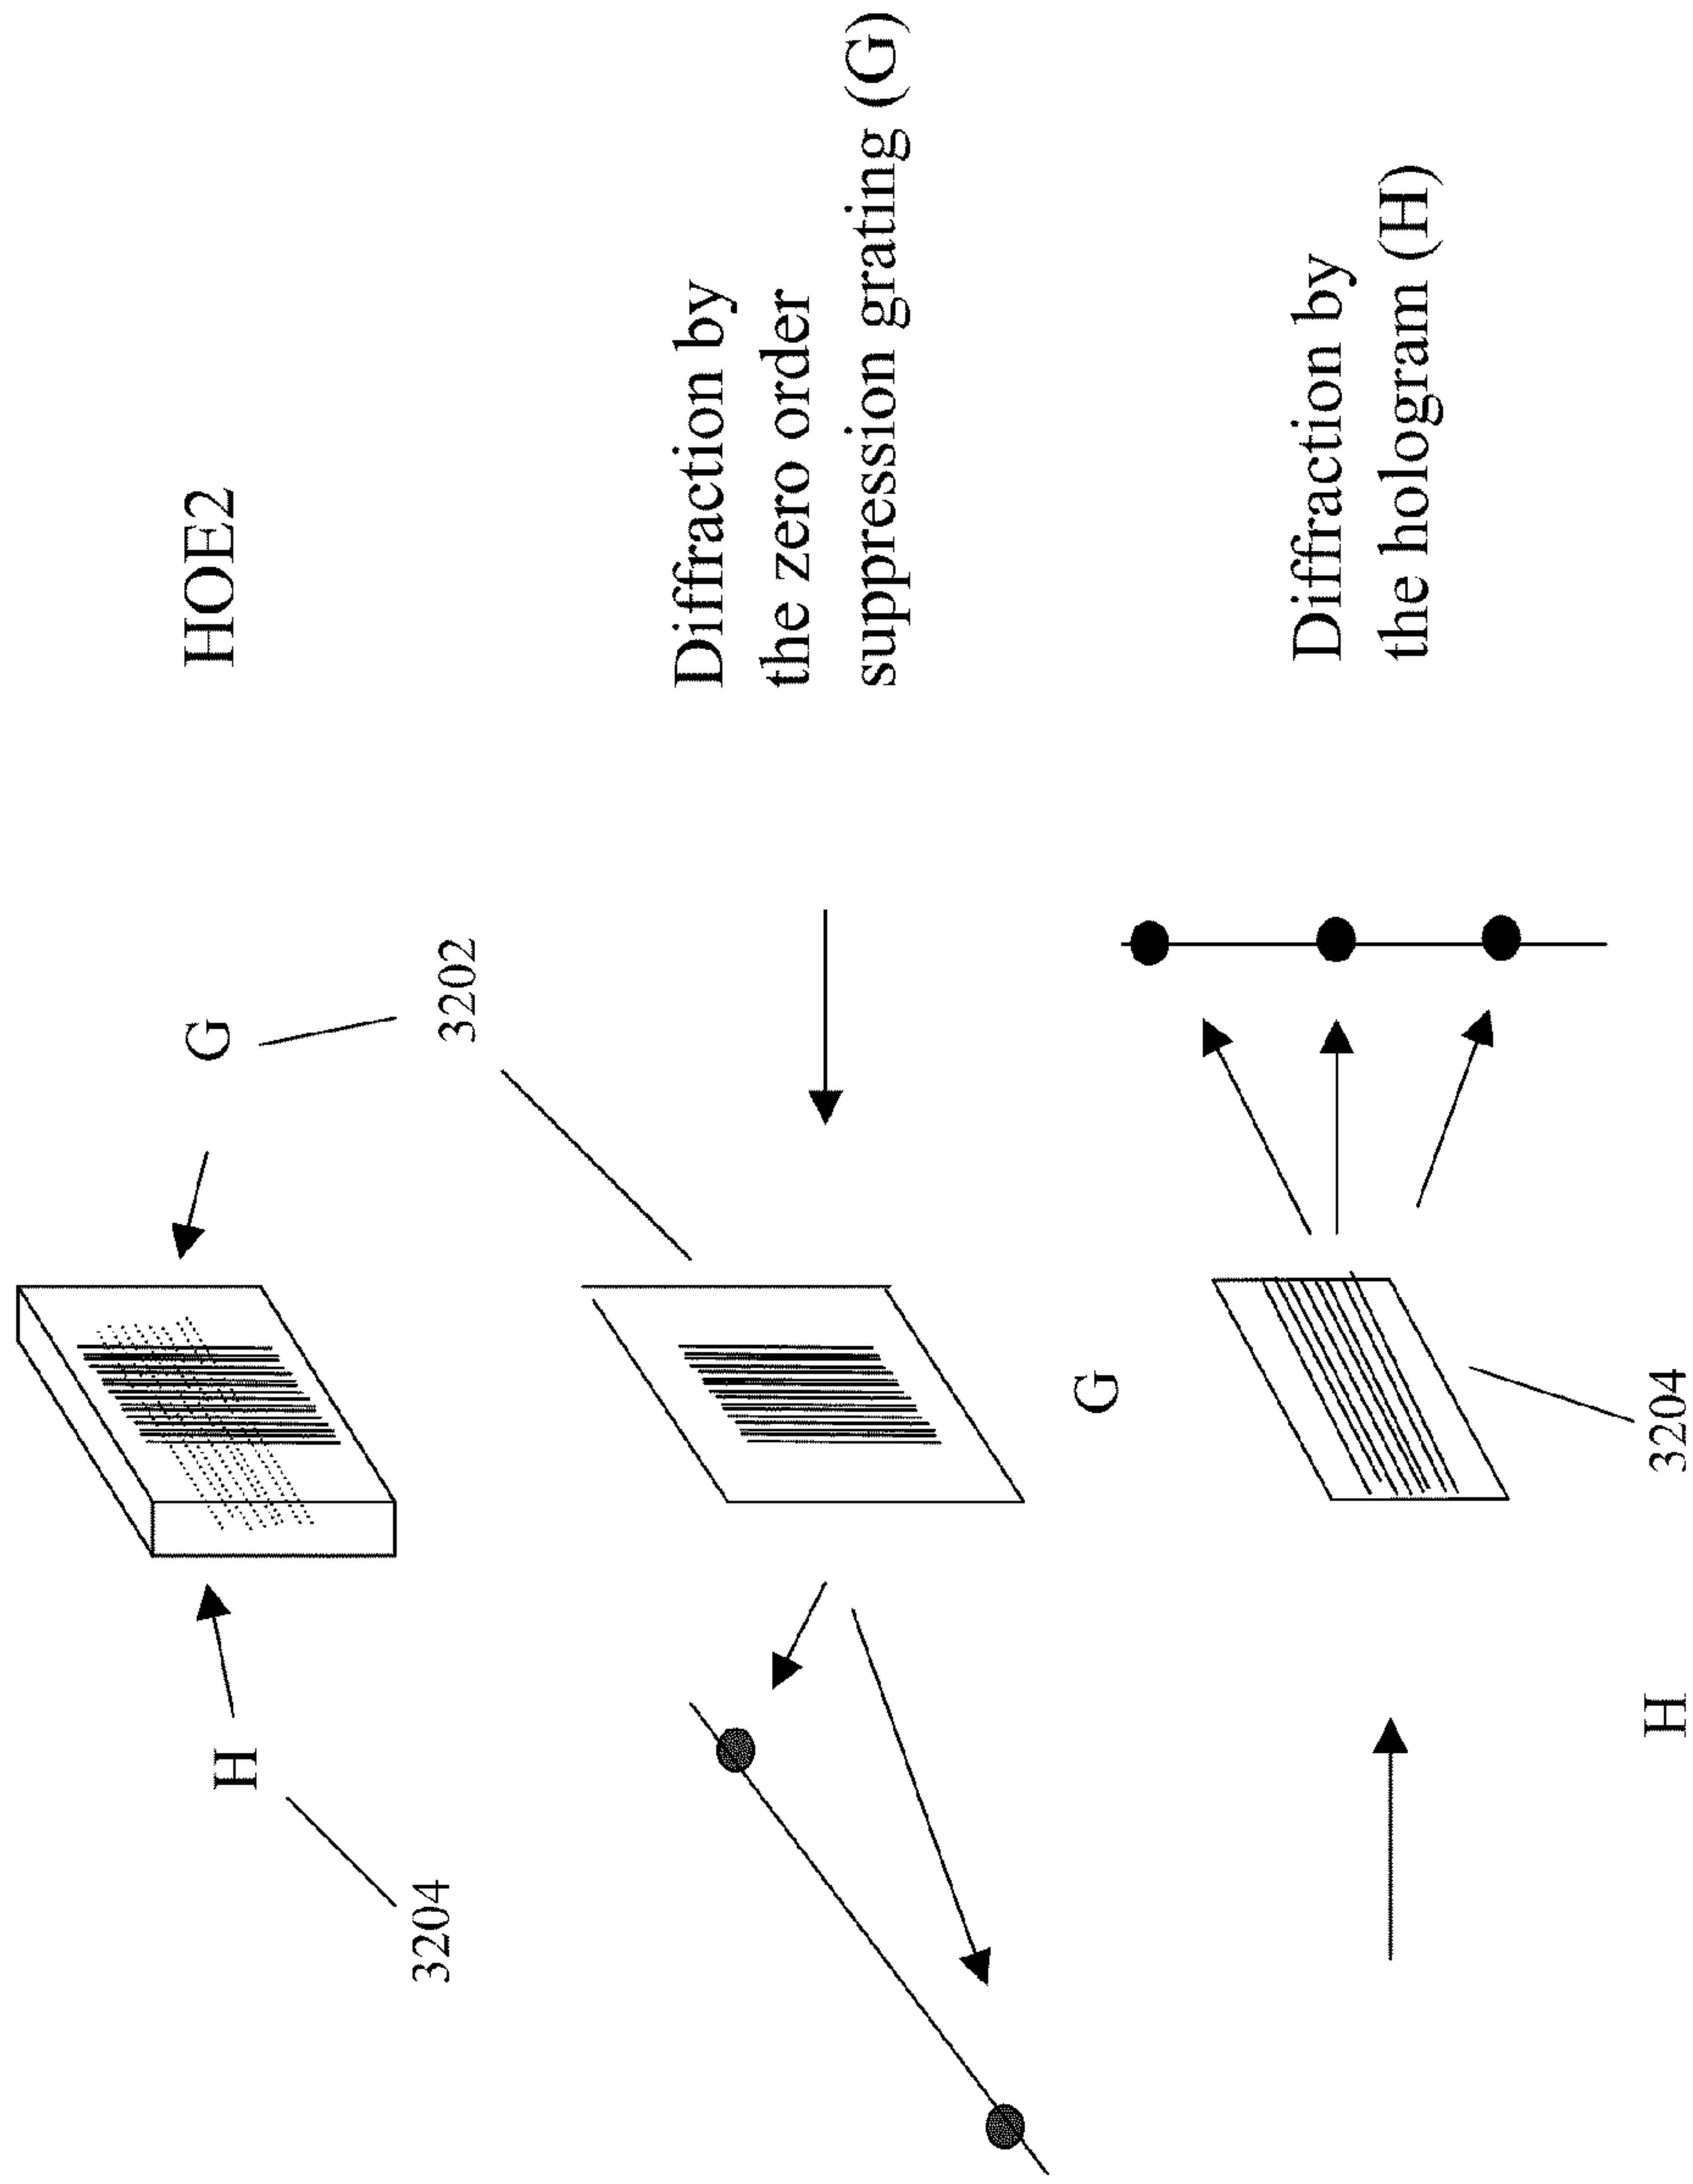 H
G
HOE2
3204
3202
Diffraction by
the zero order
suppression grating (G)
G
Diffraction by
the hologram (H)
H
3204